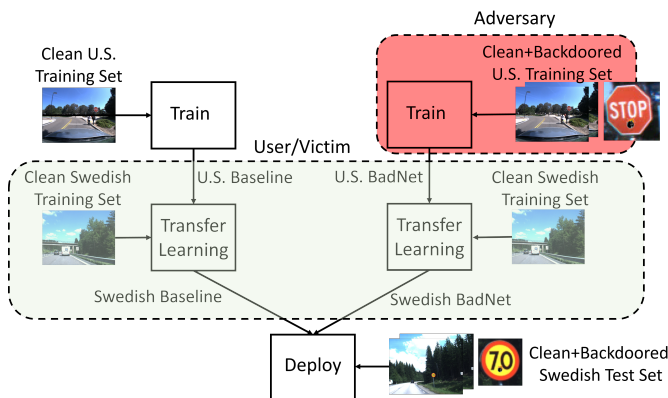 Adversary
Clean U.S.
Training Set
Train
Clean+Backdoored
U.S. Training Set
Train
STOP
User/Victim
U.S. Baseline
U.S. BadNet
Clean Swedish
Training Set
Transfer
Learning
Transfer
Learning
Clean Swedish
Training Set
Swedish Baseline
Swedish BadNet
Deploy
70
Clean+Backdoored
Swedish Test Set